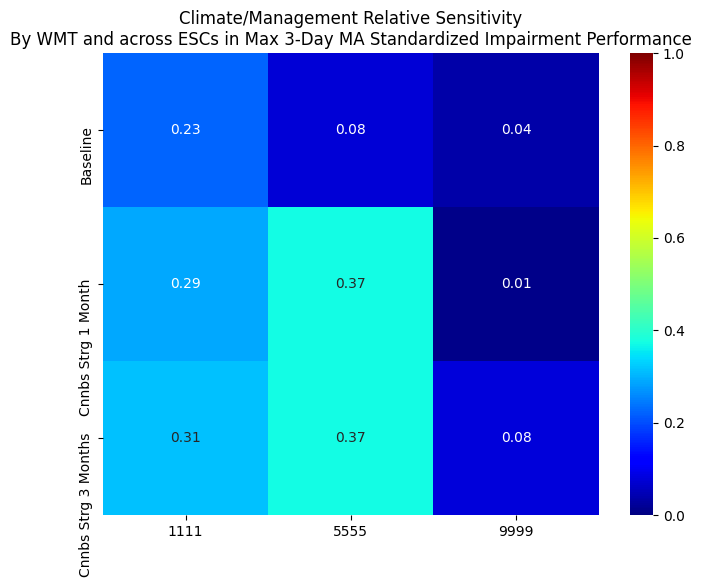 Climate/Management Relative Sensitivity
By WMT and across ESCs in Max 3-Day MA Standardized Impairment Performance
Baseline
0.23 0.08 0.04
Cnnbs Strg 1 Month
0.29 0.37 0.01
Cnnbs Strg 3 Months
0.31 0.37 0.08
1111 5555 9999
1.0
0.8
0.6
0.4
0.2
0.0